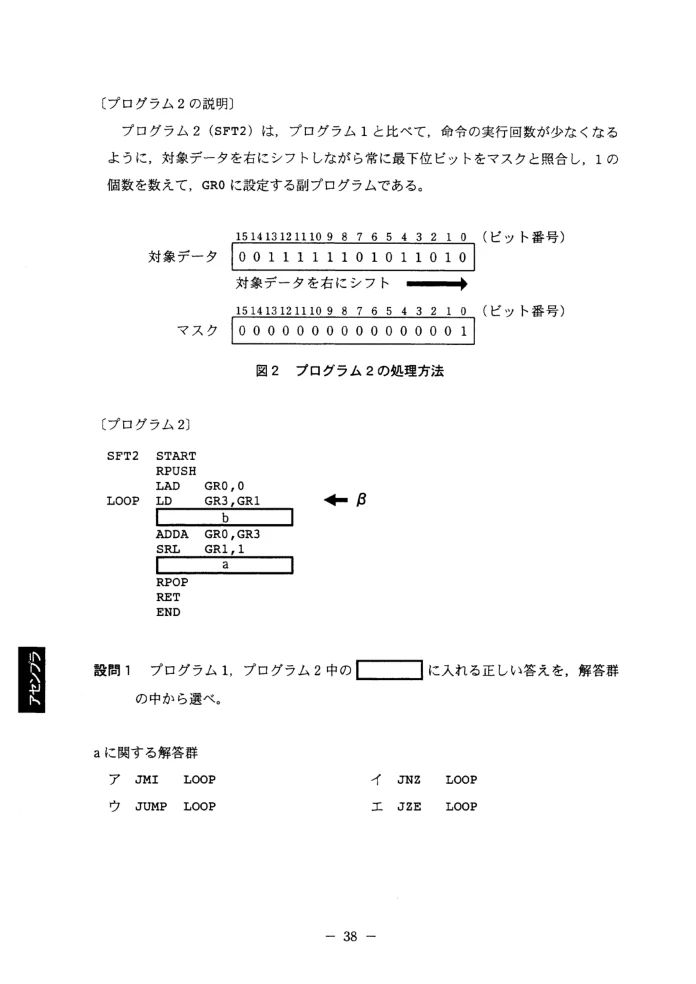 〔プログラム2の説明〕
プログラム2（SFT2）は，プログラム1と比べて，命令の実行回数が少なくなる
ように，対象データを右にシフトしながら常に最下位ビットをマスクと照合し，1の
個数を数えて，GR0に設定する副プログラムである。
15 14 13 12 11 10 9 8 7 6 5 4 3 2 1 0 （ビット番号）
対象データ 0 0 1 1 1 1 1 1 0 1 0 1 1 0 1 0
対象データを右にシフト
15 14 13 12 11 10 9 8 7 6 5 4 3 2 1 0 （ビット番号）
マスク 0 0 0 0 0 0 0 0 0 0 0 0 0 0 0 1
図2 プログラム2の処理方法
〔プログラム2〕
SFT2 START
RPUSH
LAD GR0,0
LOOP LD GR3,GR1 ← β
b
ADDA GR0,GR3
SRL GR1,1
a
RPOP
RET
END
アセンブラ
設問1 プログラム1，プログラム2中の に入れる正しい答えを，解答群
の中から選べ。
aに関する解答群
ア JMI LOOP イ JNZ LOOP
ウ JUMP LOOP エ JZE LOOP
－ 38 －